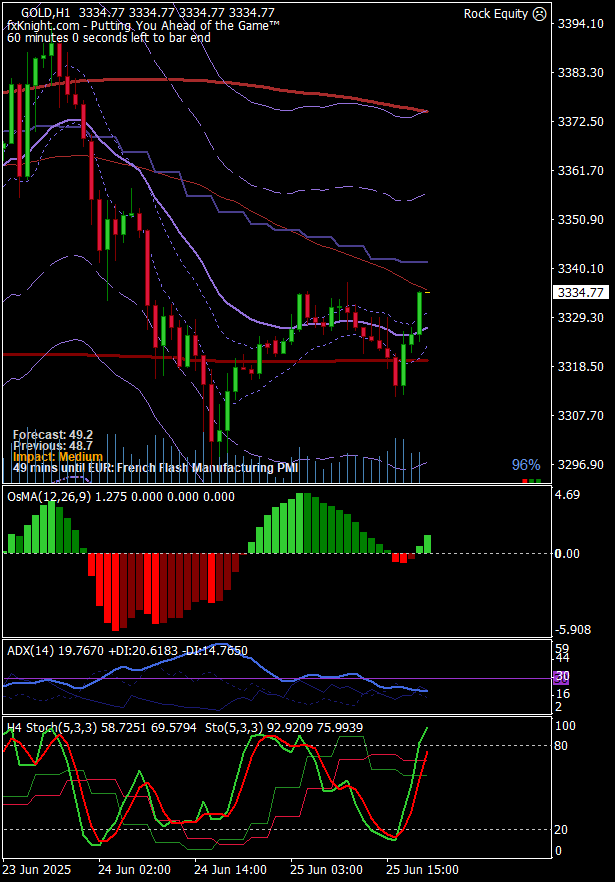 GOLD,H1  3334.77 3334.77 3334.77 3334.77
Rock Equity
fxKnight.com - Putting You Ahead of the Game™
60 minutes 0 seconds left to bar end
3394.10
3383.30
3372.50
3361.70
3350.90
3340.10
3334.77
3329.30
3318.50
3307.70
3296.90
Forecast: 49.2
Previous: 48.7
Impact: Medium
49 mins until EUR: French Flash Manufacturing PMI
96%
OsMA(12,26,9) 1.275 0.000 0.000 0.000
4.69
0.00
-5.908
ADX(14) 19.7670 +DI:20.6183 -DI:14.7650
59
44
30
16
2
H4 Stoch(5,3,3) 58.7251 69.5794  Sto(5,3,3) 92.9209 75.9939
100
80
20
0
23 Jun 2025
24 Jun 02:00
24 Jun 14:00
25 Jun 03:00
25 Jun 15:00